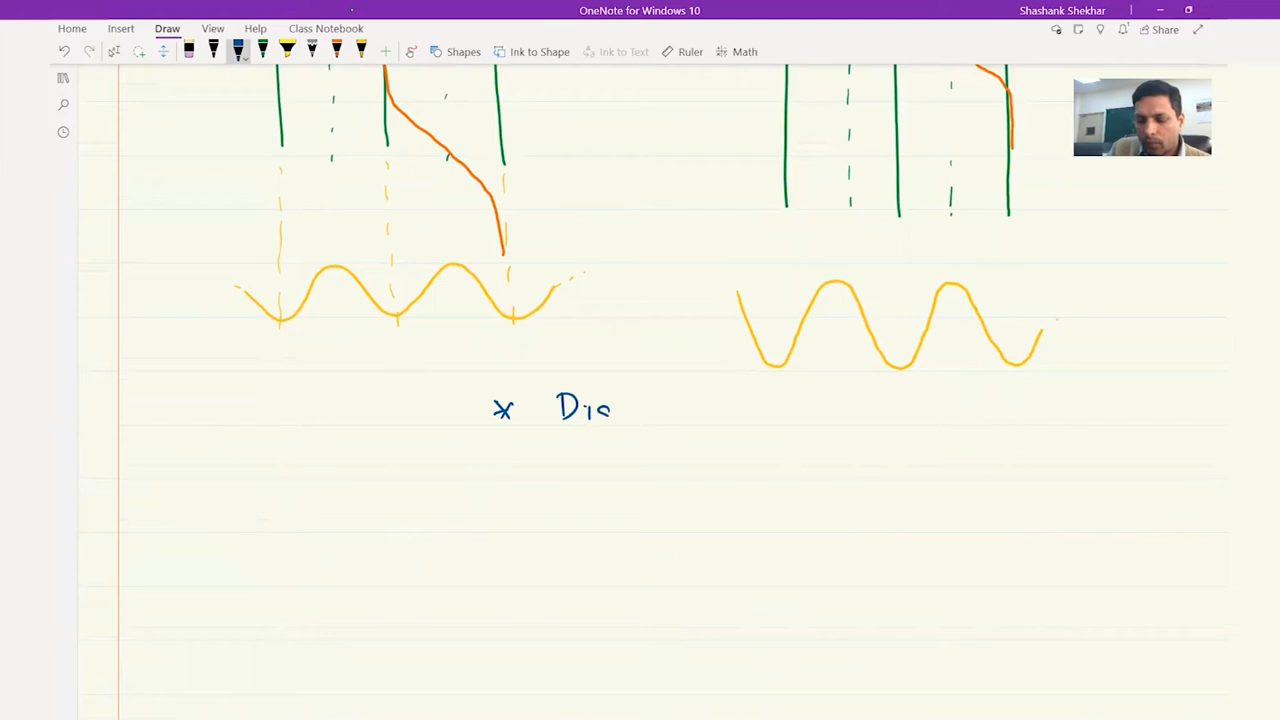 OneNote for Windows 10
Shashank Shekhar
Home Insert Draw View Help Class Notebook
Share
Shapes Ink to Shape Ink to Text Ruler Math
* Dis